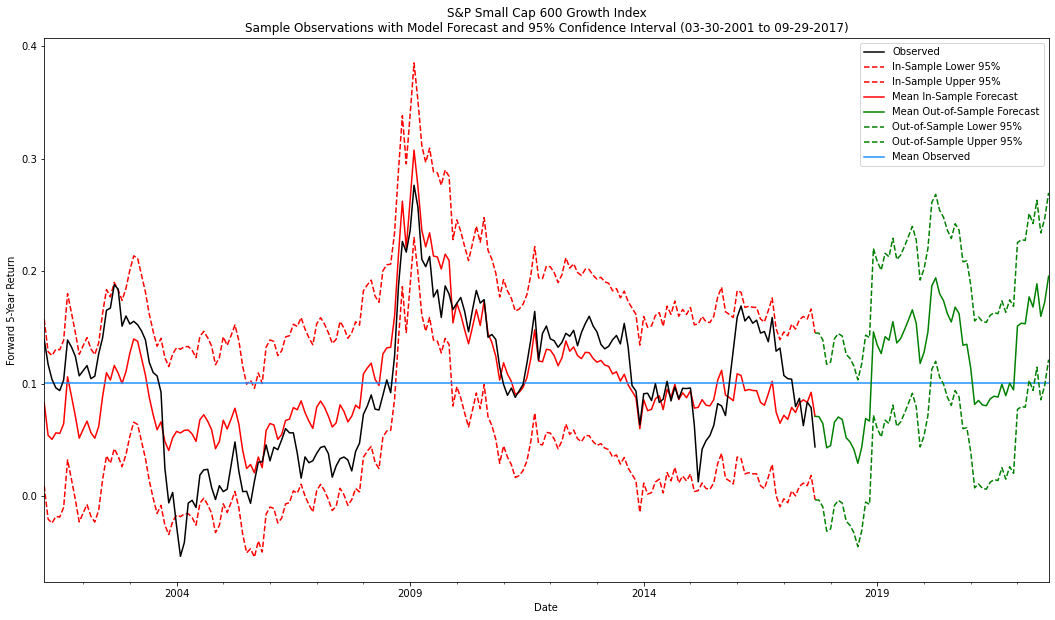 S&P Small Cap 600 Growth Index
Sample Observations with Model Forecast and 95% Confidence Interval (03-30-2001 to 09-29-2017)
Observed
In-Sample Lower 95%
In-Sample Upper 95%
Mean In-Sample Forecast
Mean Out-of-Sample Forecast
Out-of-Sample Lower 95%
Out-of-Sample Upper 95%
Mean Observed
Forward 5-Year Return
0.4
0.3
0.2
0.1
0.0
2004
2009
2014
2019
Date